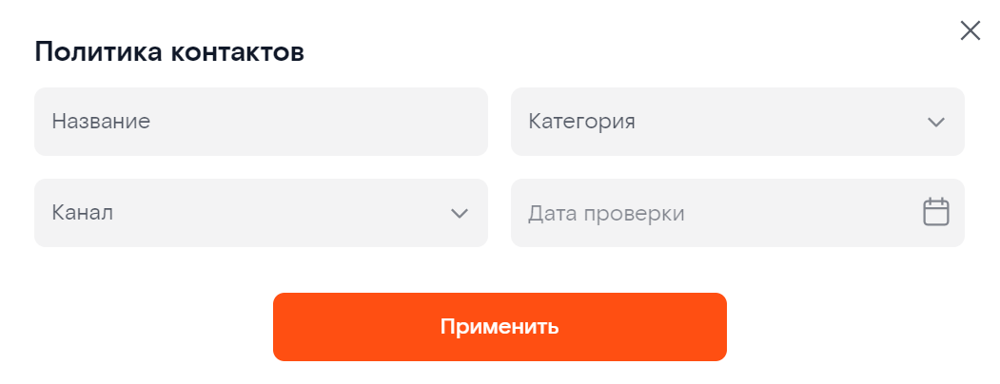 Политика контактов
Название
Категория
Канал
Дата проверки
Применить